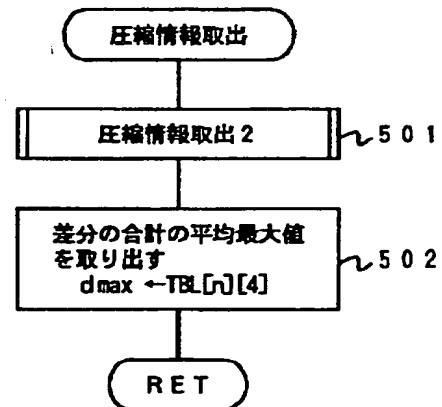 圧縮情報取出
圧縮情報取出2
501
差分の合計の平均最大値
を取り出す
dmax ←TBL[n][4]
502
RET